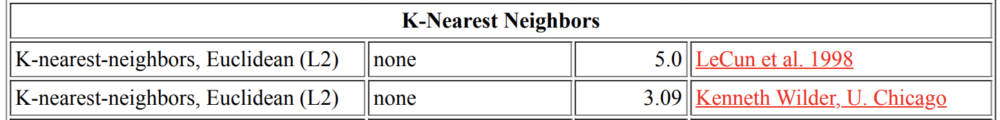 K-Nearest Neighbors
K-nearest-neighbors, Euclidean (L2) none 5.0 LeCun et al. 1998
K-nearest-neighbors, Euclidean (L2) none 3.09 Kenneth Wilder, U. Chicago